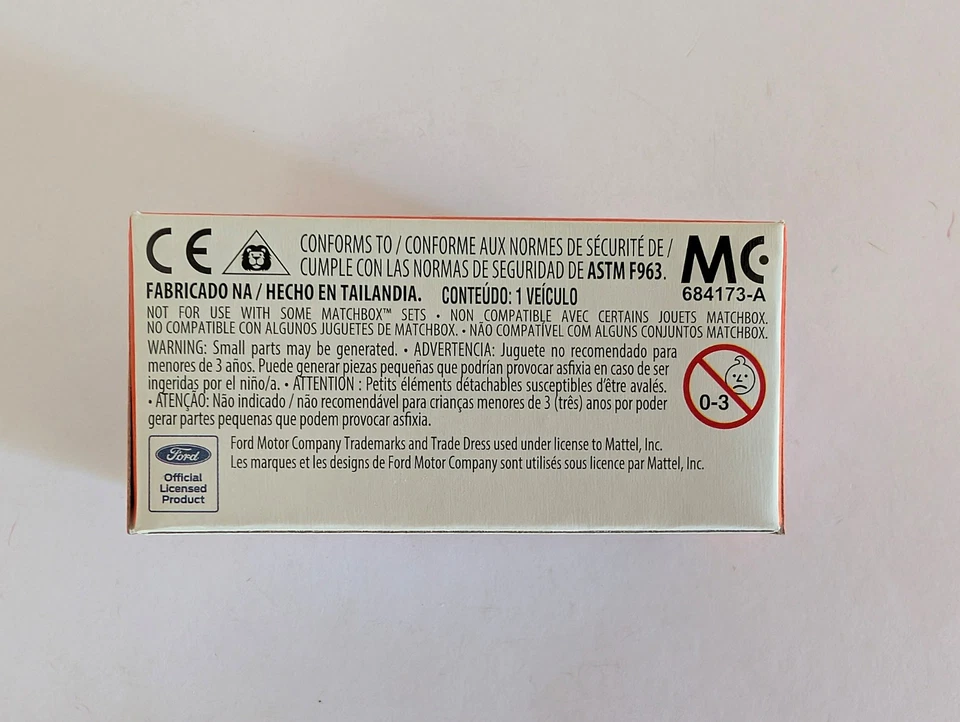 CE CONFORMS TO / CONFORME AUX NORMES DE SÉCURITÉ DE /
CUMPLE CON LAS NORMAS DE SEGURIDAD DE ASTM F963.
MC
684173-A
FABRICADO NA / HECHO EN TAILANDIA. CONTEÚDO: 1 VEÍCULO
NOT FOR USE WITH SOME MATCHBOX™ SETS • NON COMPATIBLE AVEC CERTAINS JOUETS MATCHBOX.
NO COMPATIBLE CON ALGUNOS JUGUETES DE MATCHBOX. • NÃO COMPATÍVEL COM ALGUNS CONJUNTOS MATCHBOX.
WARNING: Small parts may be generated. • ADVERTENCIA: Juguete no recomendado para
menores de 3 años. Puede generar piezas pequeñas que podrían provocar asfixia en caso de ser
ingeridas por el niño/a. • ATTENTION : Petits éléments détachables susceptibles d'être avalés.
• ATENÇÃO: Não indicado / não recomendável para crianças menores de 3 (três) anos por poder
gerar partes pequenas que podem provocar asfixia.
0-3
Ford
Official
Licensed
Product
Ford Motor Company Trademarks and Trade Dress used under license to Mattel, Inc.
Les marques et les designs de Ford Motor Company sont utilisés sous licence par Mattel, Inc.